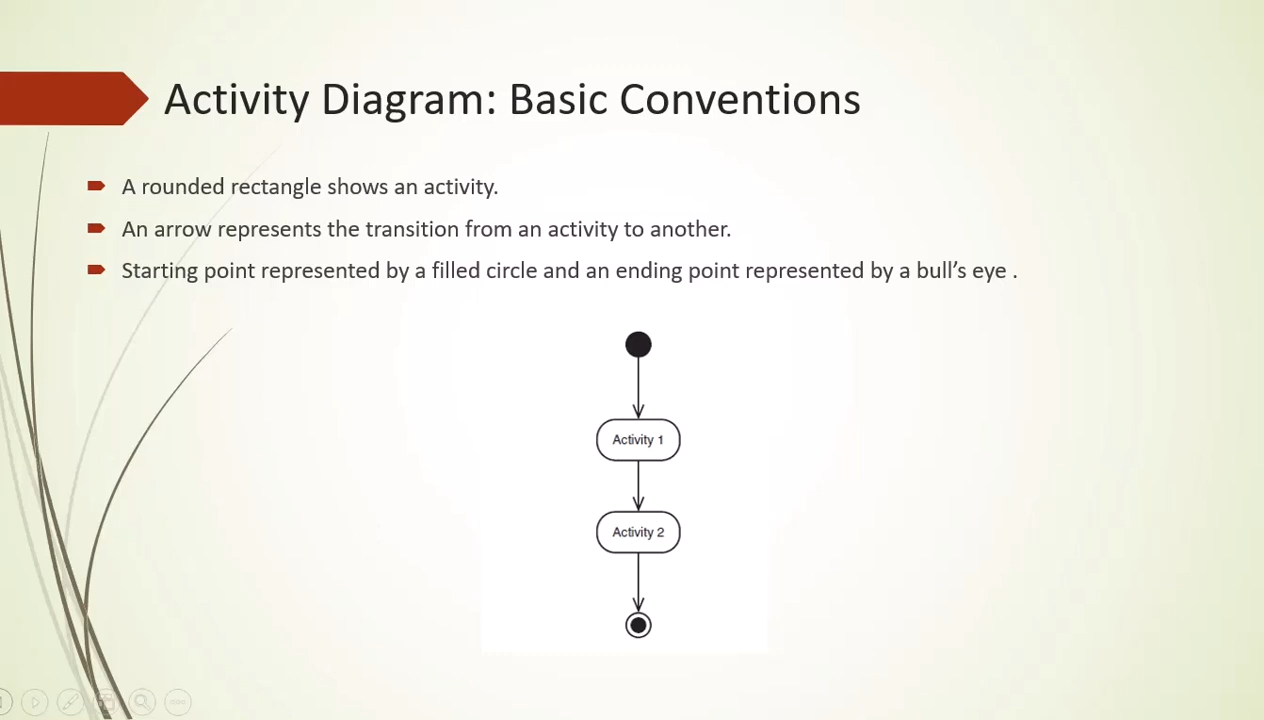 Activity Diagram: Basic Conventions
A rounded rectangle shows an activity.
An arrow represents the transition from an activity to another.
Starting point represented by a filled circle and an ending point represented by a bull’s eye .
Activity 1
Activity 2